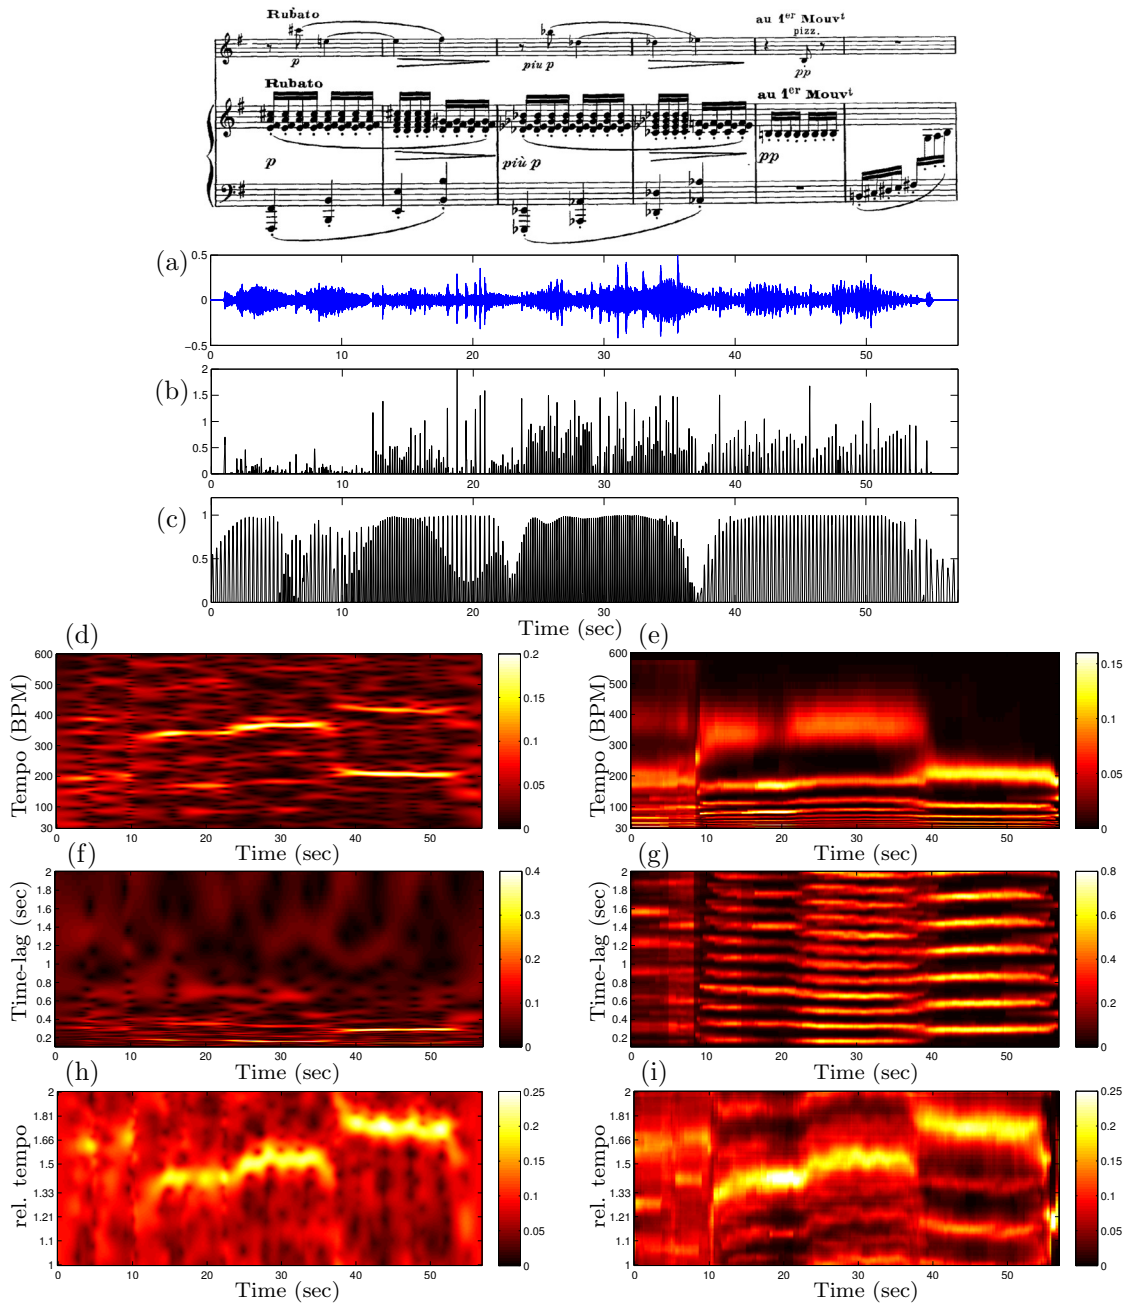 Rubato
au 1er Mouvt
pizz.
p
più p
pp
Rubato
au 1er Mouvt
p
più p
pp
(a)
0.5
0
−0.5
0 10 20 30 40 50
(b)
2
1.5
1
0.5
0
0 10 20 30 40 50
(c)
1
0.5
0
0 10 20 30 40 50
Time (sec)
(d)
Tempo (BPM)
600
500
400
300
200
100
30
0 10 20 30 40 50
Time (sec)
0.2
0.15
0.1
0.05
0
(e)
Tempo (BPM)
600
500
400
300
200
100
30
0 10 20 30 40 50
Time (sec)
0.15
0.1
0.05
0
(f)
Time-lag (sec)
2
1.8
1.6
1.4
1.2
1
0.8
0.6
0.4
0.2
0 10 20 30 40 50
Time (sec)
0.4
0.3
0.2
0.1
0
(g)
Time-lag (sec)
2
1.8
1.6
1.4
1.2
1
0.8
0.6
0.4
0.2
0 10 20 30 40 50
Time (sec)
0.8
0.6
0.4
0.2
0
(h)
rel. tempo
2
1.81
1.66
1.5
1.33
1.21
1.1
1
0 10 20 30 40 50
Time (sec)
0.25
0.2
0.15
0.1
0.05
0
(i)
rel. tempo
2
1.81
1.66
1.5
1.33
1.21
1.1
1
0 10 20 30 40 50
Time (sec)
0.25
0.2
0.15
0.1
0.05
0